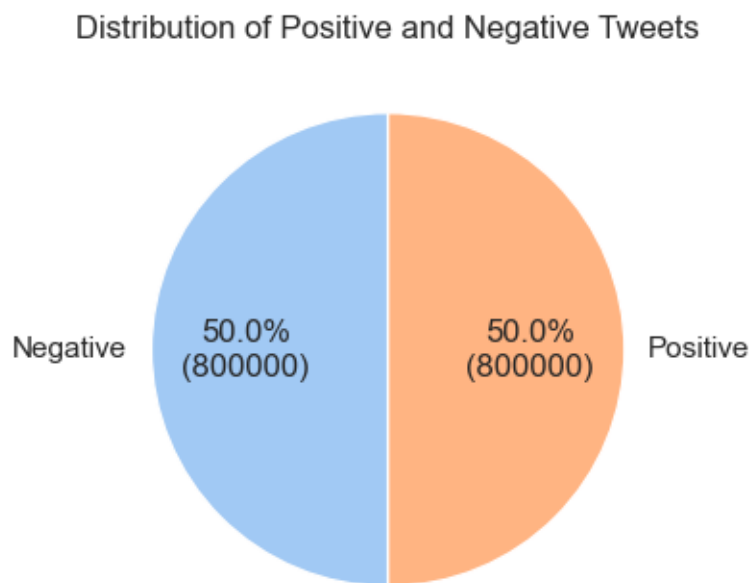 Distribution of Positive and Negative Tweets
Negative
50.0%
(800000)
50.0%
(800000)
Positive